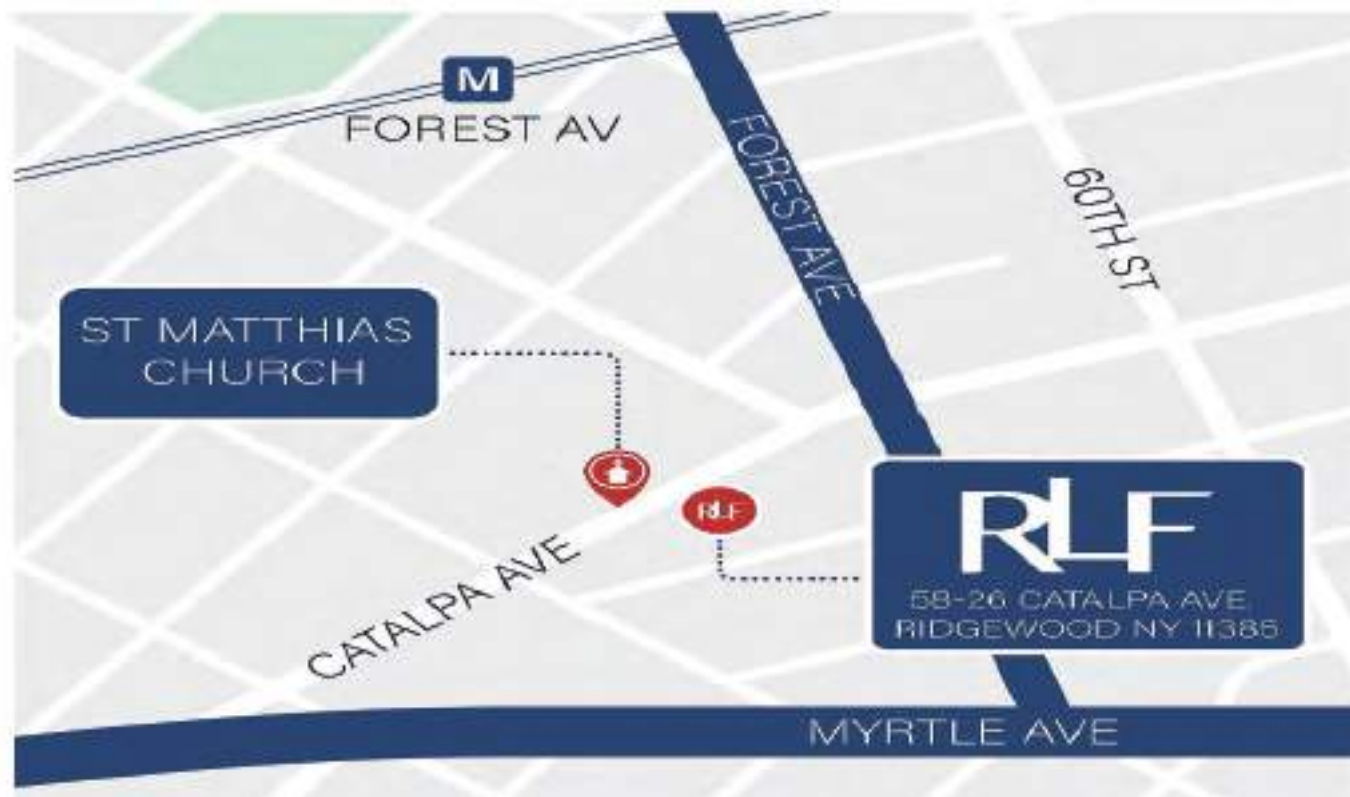 M
FOREST AV
FOREST AVE
60TH ST
ST MATTHIAS
CHURCH
RLF
CATALPA AVE
RLF
58-26 CATALPA AVE
RIDGEWOOD NY 11385
MYRTLE AVE